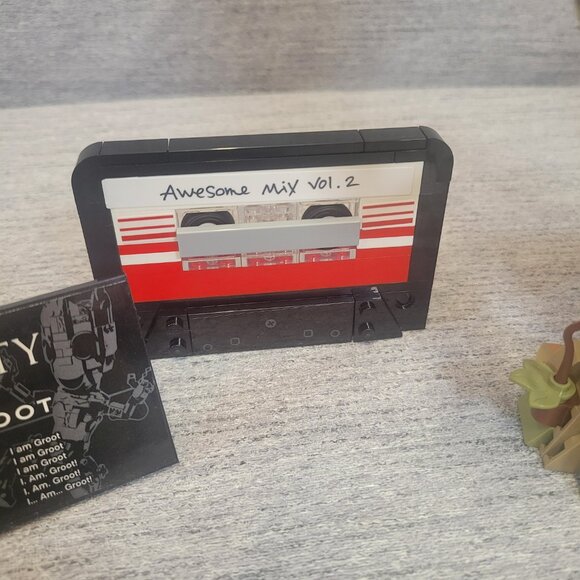 Awesome Mix Vol. 2
TY
OOT
I am Groot
I am Groot
I am Groot
I. Am. Groot!
I. Am. Groot!
I... Am... Groot!